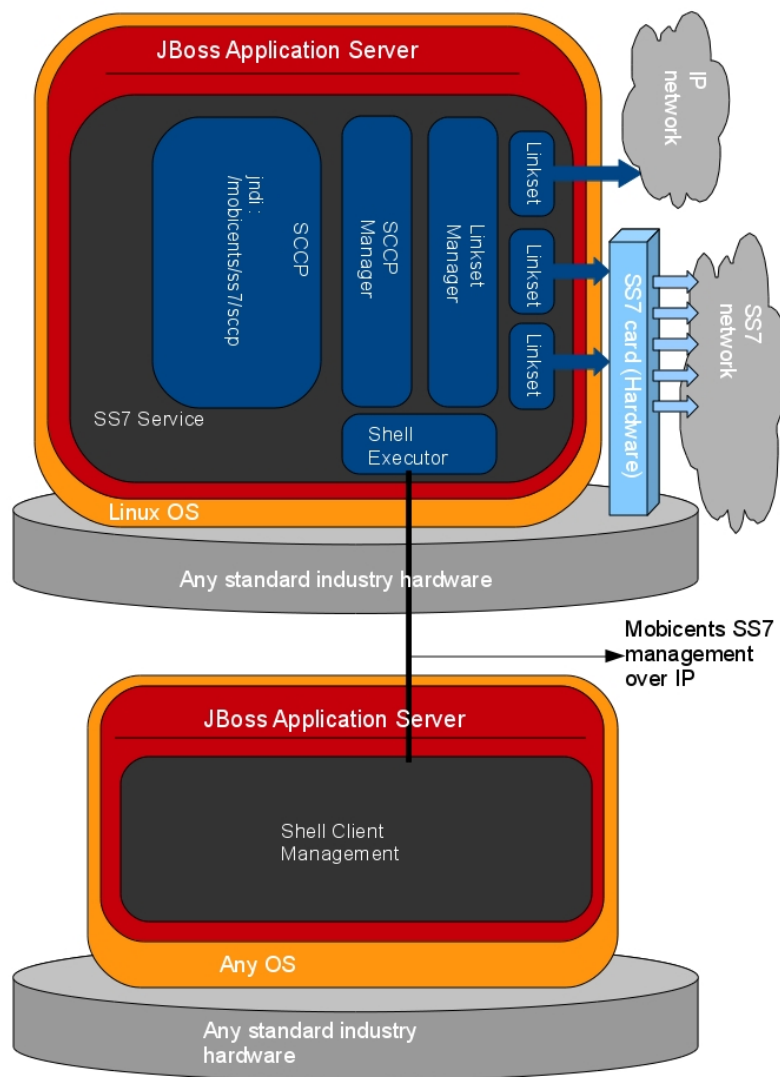 JBoss Application Server
IP
network
SCCP
jndi :
/mobicents/ss7/sccp
SCCP
Manager
Linkset
Manager
Linkset
Linkset
Linkset
SS7 card (Hardware)
SS7
network
SS7 Service
Shell
Executor
Linux OS
Any standard industry hardware
Mobicents SS7
management
over IP
JBoss Application Server
Shell Client
Management
Any OS
Any standard industry
hardware